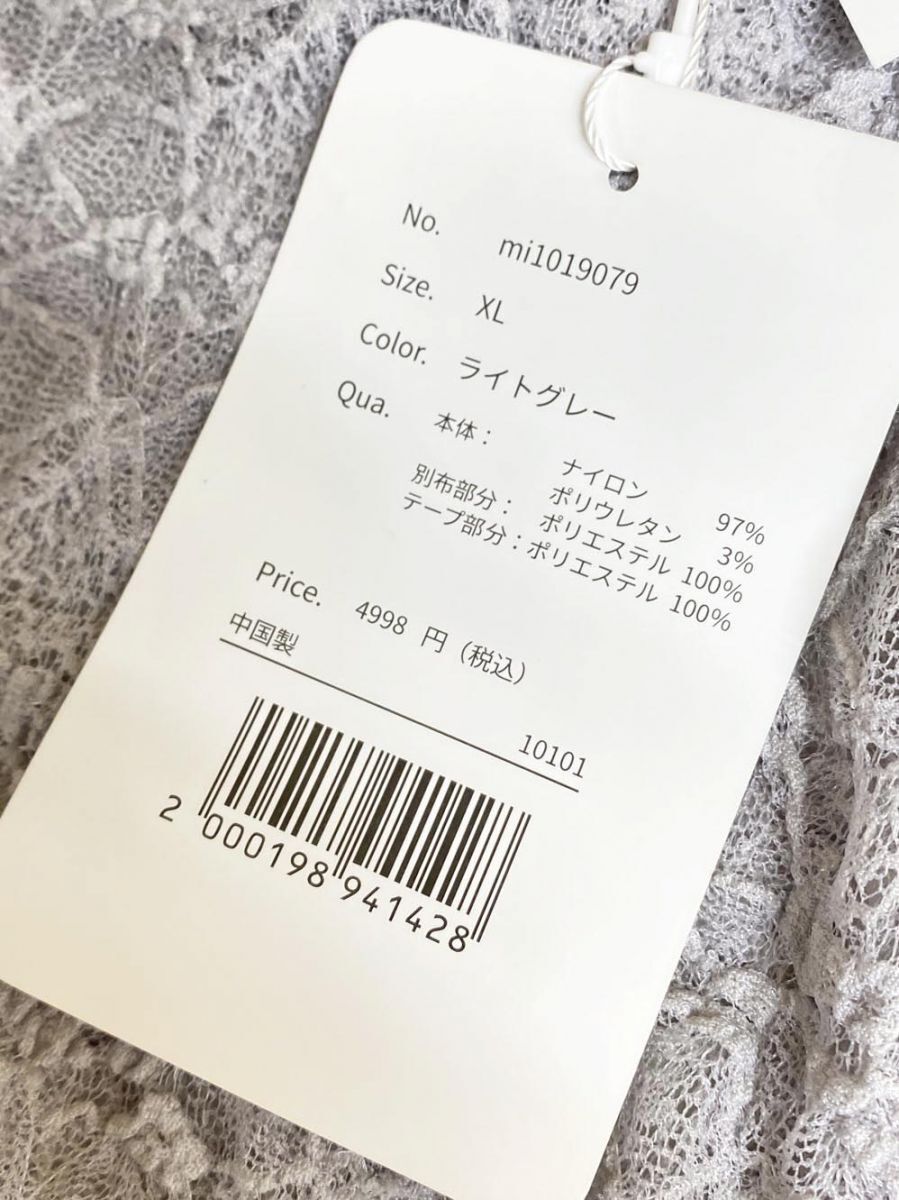 No. mi1019079
Size. XL
Color. ライトグレー
Qua. 本体： ナイロン 97%
ポリウレタン 3%
別布部分： ポリエステル 100%
テープ部分：ポリエステル 100%
Price. 4998 円（税込）
中国製
10101
2 000198 941428